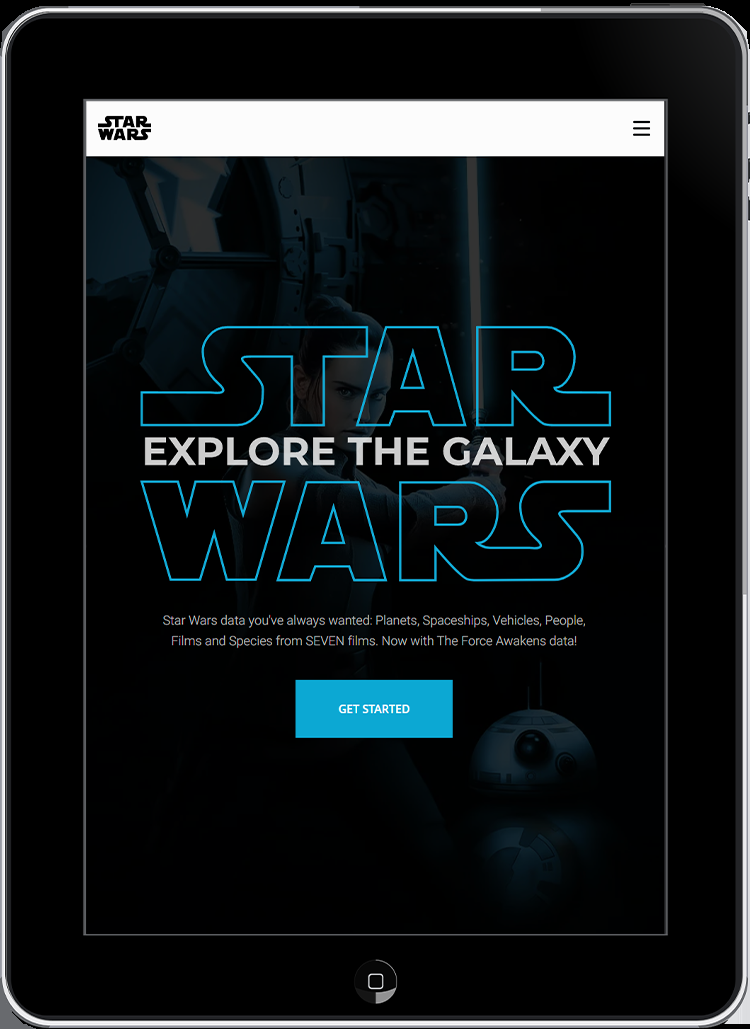 STAR
WARS
STAR
EXPLORE THE GALAXY
WARS
Star Wars data you've always wanted: Planets, Spaceships, Vehicles, People,
Films and Species from SEVEN films. Now with The Force Awakens data!
GET STARTED